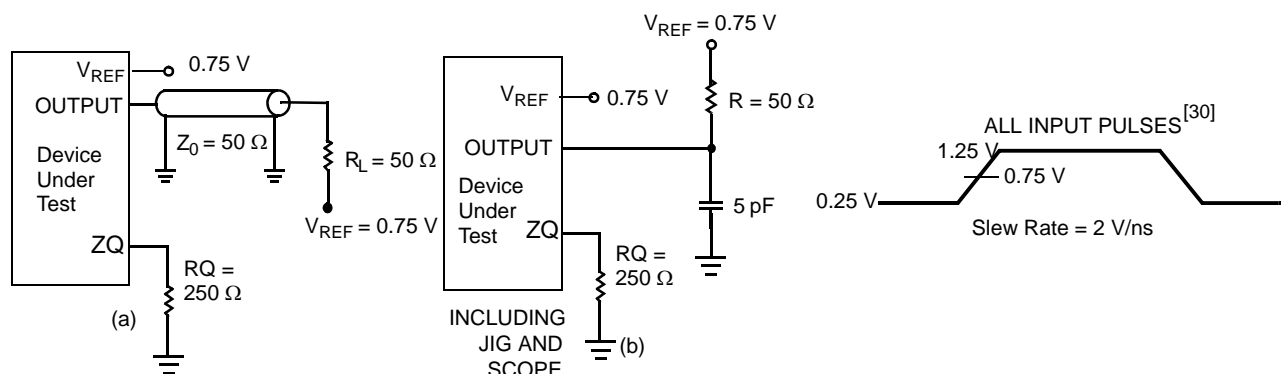 V_REF
0.75 V
OUTPUT
Z0 = 50 Ω
Device
Under
Test
R_L = 50 Ω
V_REF = 0.75 V
ZQ
RQ =
250 Ω
(a)
V_REF = 0.75 V
V_REF
0.75 V
R = 50 Ω
OUTPUT
Device
Under
Test
5 pF
ZQ
RQ =
250 Ω
INCLUDING
JIG AND
SCOPE
(b)
ALL INPUT PULSES[30]
1.25 V
0.75 V
0.25 V
Slew Rate = 2 V/ns